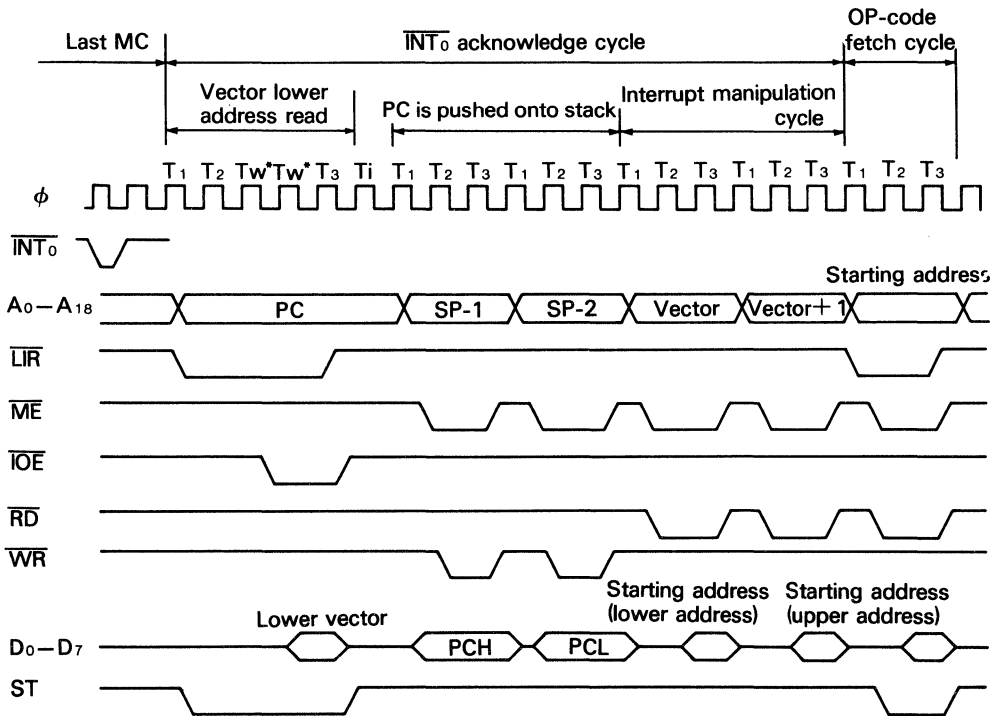 Last MC
INT₀ acknowledge cycle
OP-code
fetch cycle
Vector lower
address read
PC is pushed onto stack
Interrupt manipulation
cycle
T₁ T₂ Tw* Tw* T₃ Ti T₁ T₂ T₃ T₁ T₂ T₃ T₁ T₂ T₃ T₁ T₂ T₃ T₁ T₂ T₃
ϕ
INT₀
Starting address
A₀—A₁₈ PC SP-1 SP-2 Vector Vector+1
LIR
ME
IOE
RD
WR
Starting address
(lower address)
Starting address
(upper address)
Lower vector
D₀—D₇ PCH PCL
ST